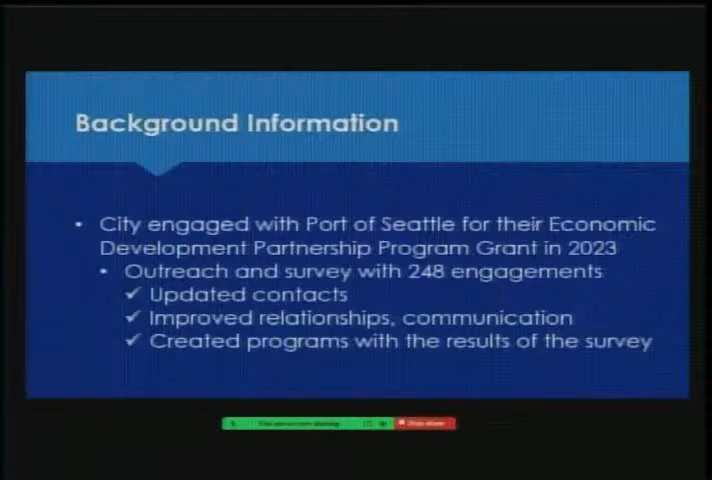 Background Information
• City engaged with Port of Seattle for their Economic
Development Partnership Program Grant in 2023
• Outreach and survey with 248 engagements
✓ Updated contacts
✓ Improved relationships, communication
✓ Created programs with the results of the survey